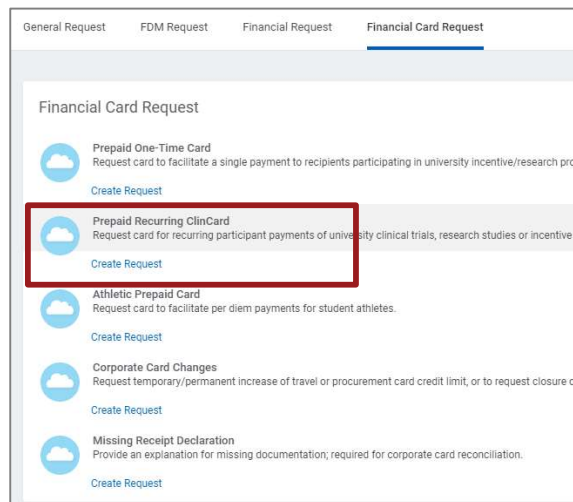 General Request FDM Request Financial Request Financial Card Request
Financial Card Request
Prepaid One-Time Card
Request card to facilitate a single payment to recipients participating in university incentive/research
Create Request
Prepaid Recurring ClinCard
Request card for recurring participant payments of university clinical trials, research studies or incentive
Create Request
Athletic Prepaid Card
Request card to facilitate per diem payments for student athletes.
Create Request
Corporate Card Changes
Request temporary/permanent increase of travel or procurement card credit limit, or to request closure
Create Request
Missing Receipt Declaration
Provide an explanation for missing documentation; required for corporate card reconciliation.
Create Request